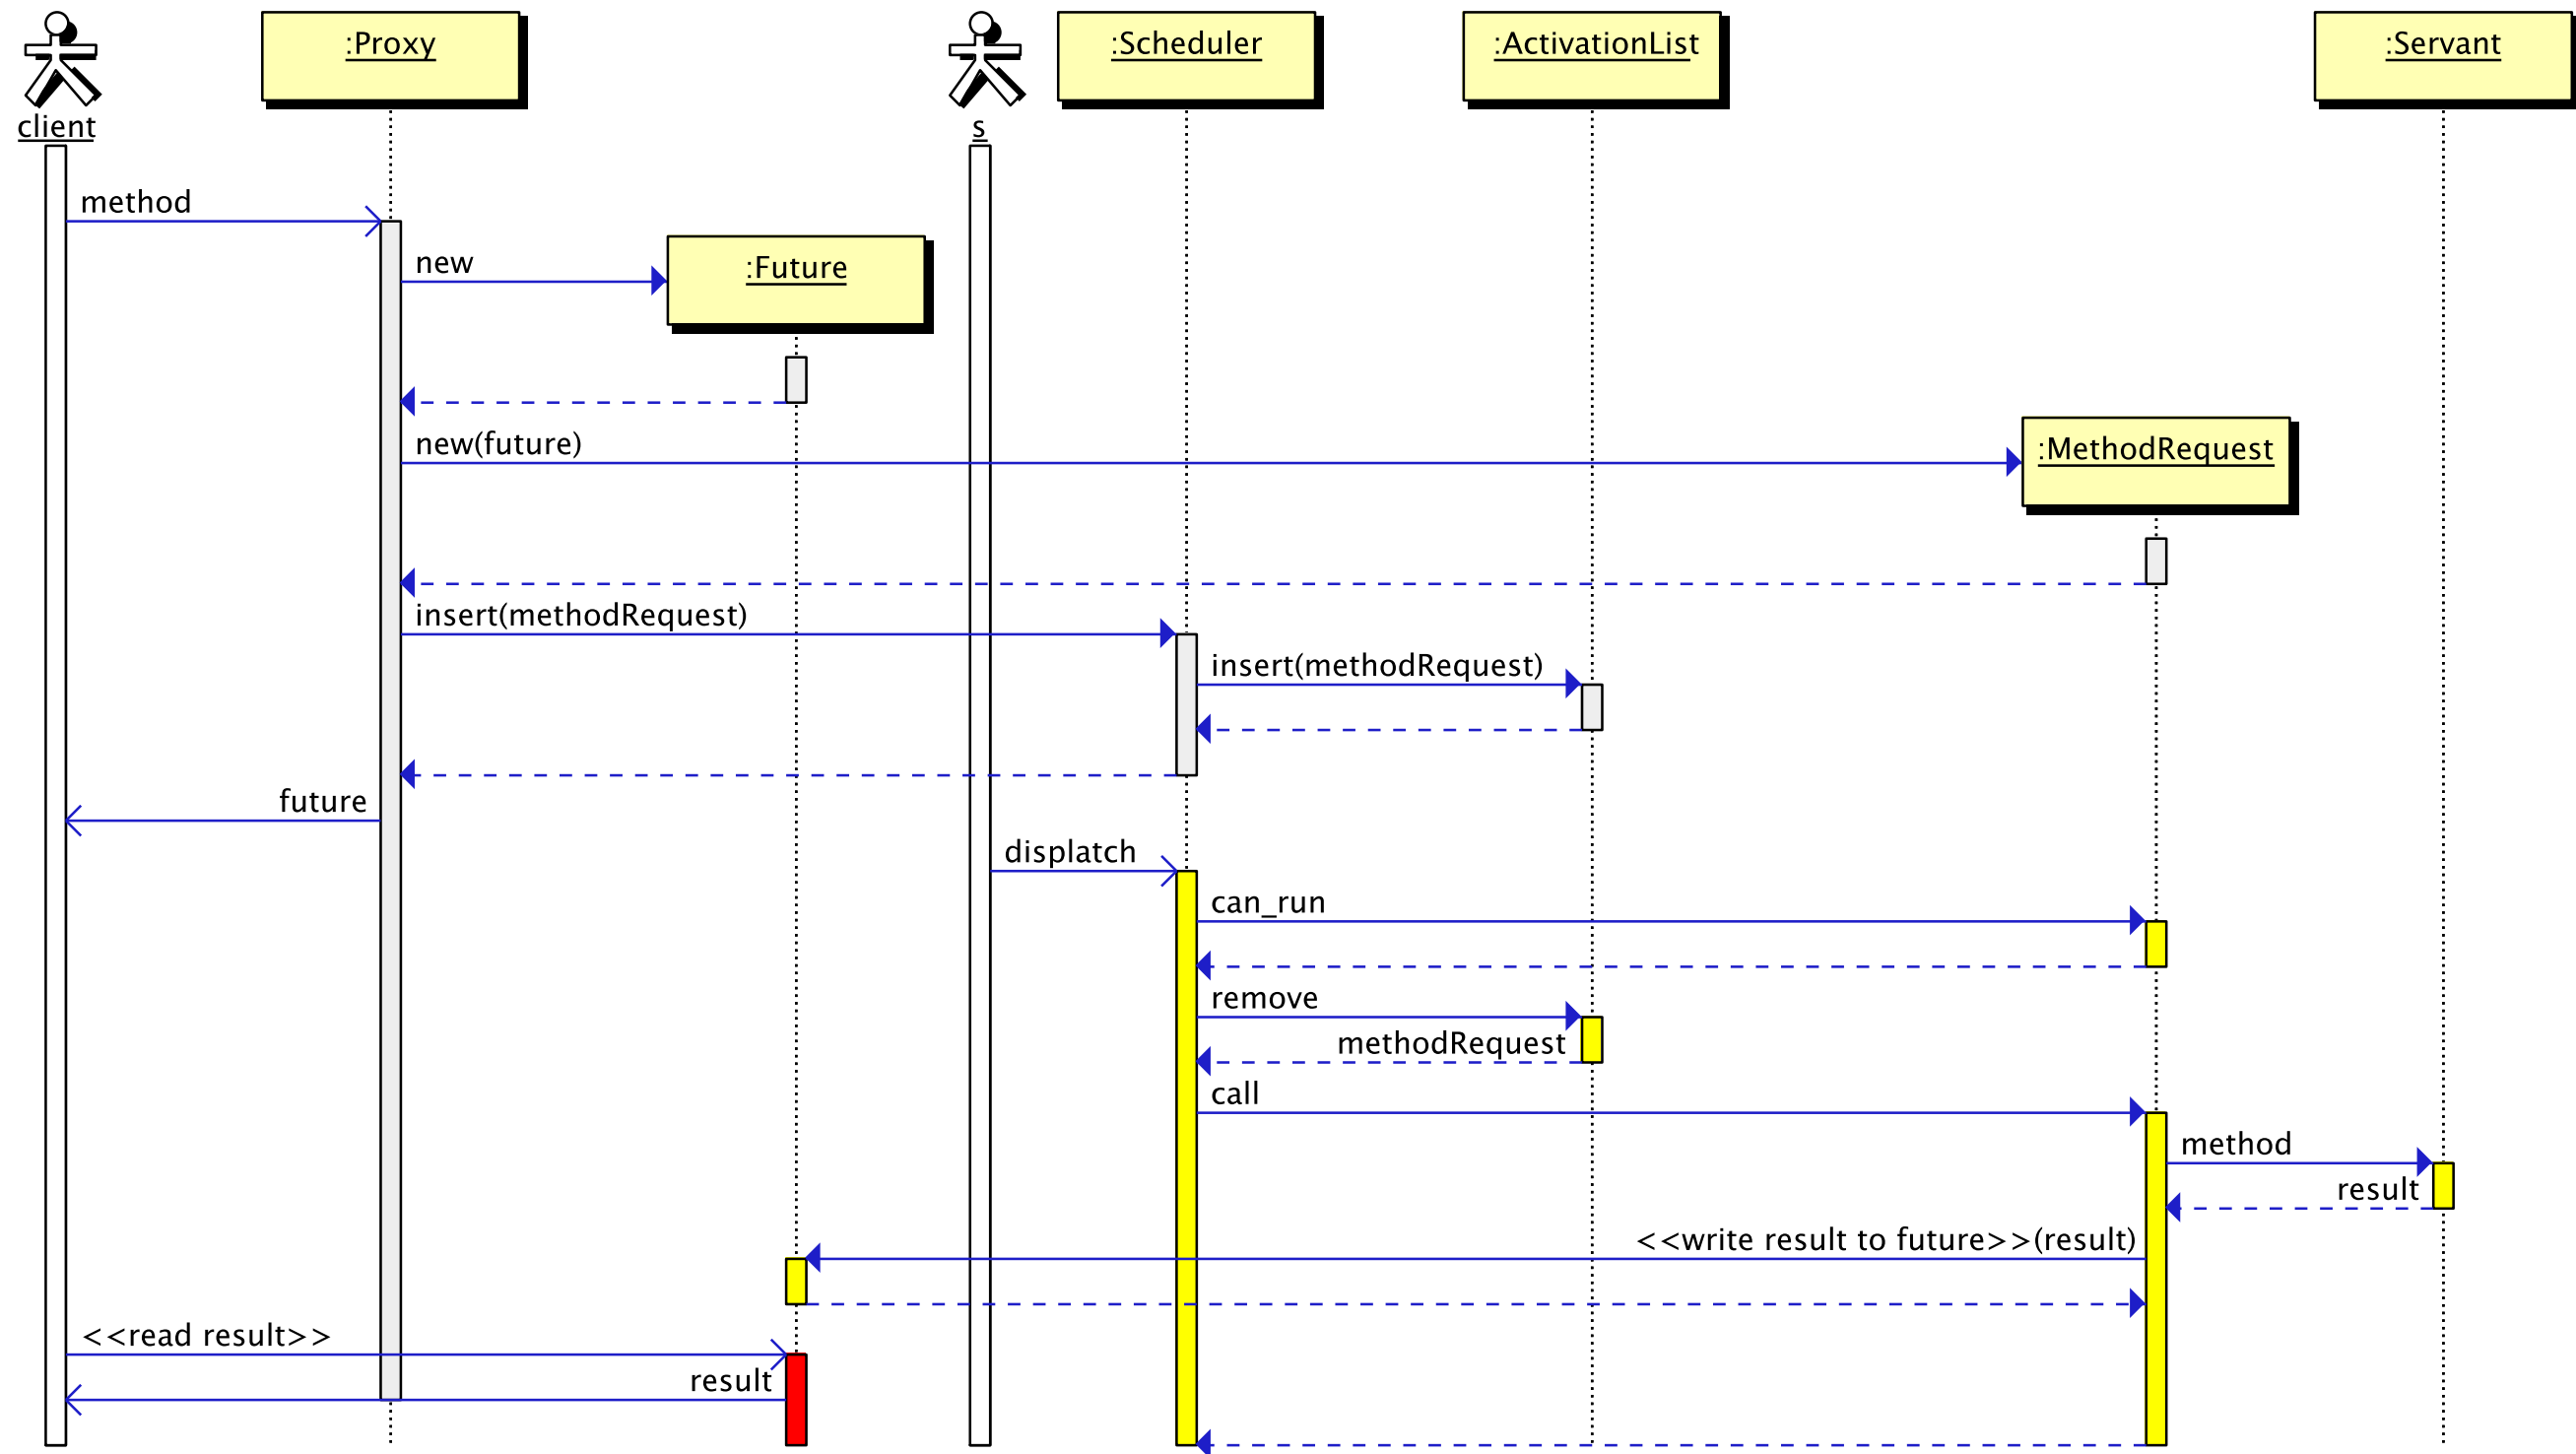 :Proxy
:Scheduler
:ActivationList
:Servant
client
s
method
new
:Future
new(future)
:MethodRequest
insert(methodRequest)
insert(methodRequest)
future
displatch
can_run
remove
methodRequest
call
method
result
<<write result to future>>(result)
<<read result>>
result